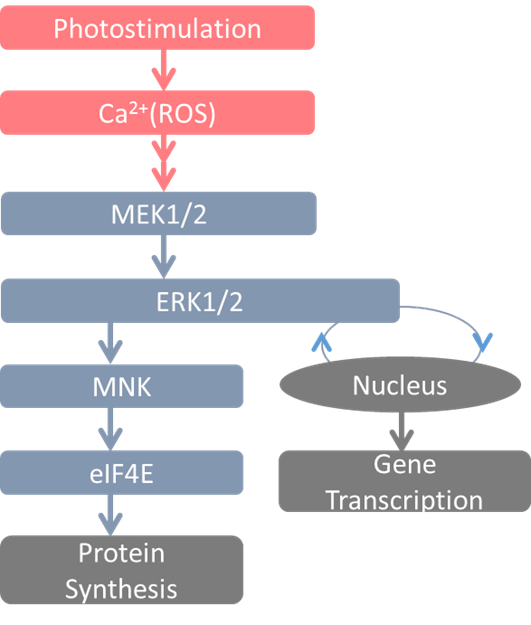 Photostimulation
Ca²⁺(ROS)
MEK1/2
ERK1/2
MNK
Nucleus
eIF4E
Gene
Transcription
Protein
Synthesis